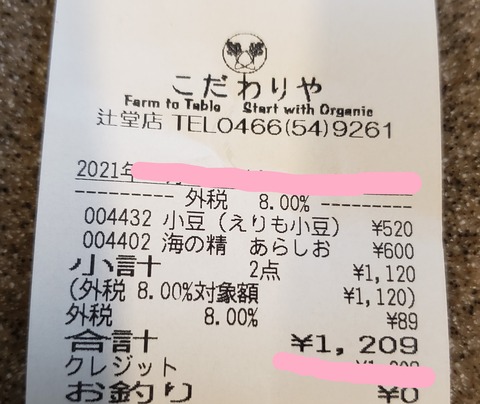 こだわりや
Farm to Table Start with Organic
辻堂店 TEL0466(54)9261
2021年
---------- 外税 8.00% ----------
004432 小豆（えりも小豆） ¥520
004402 海の精 あらしお ¥600
小計 2点 ¥1,120
(外税 8.00%対象額 ¥1,120)
外税 8.00% ¥89
合計 ¥1,209
クレジット
お釣り ¥0